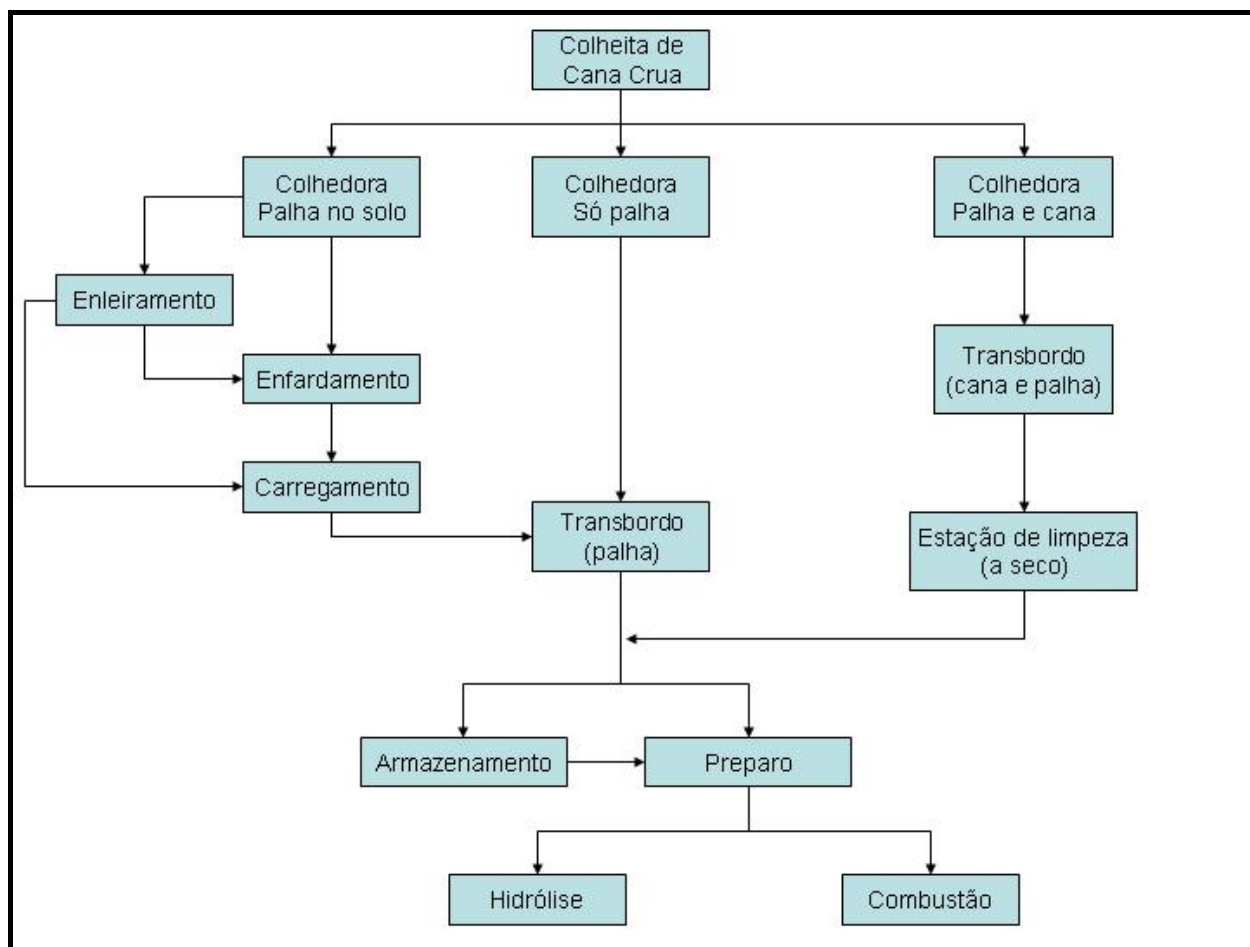 Colheita de
Cana Crua
Colhedora
Palha no solo
Colhedora
Só palha
Colhedora
Palha e cana
Enleiramento
Enfardamento
Transbordo
(cana e palha)
Carregamento
Transbordo
(palha)
Estação de limpeza
(a seco)
Armazenamento
Preparo
Hidrólise
Combustão